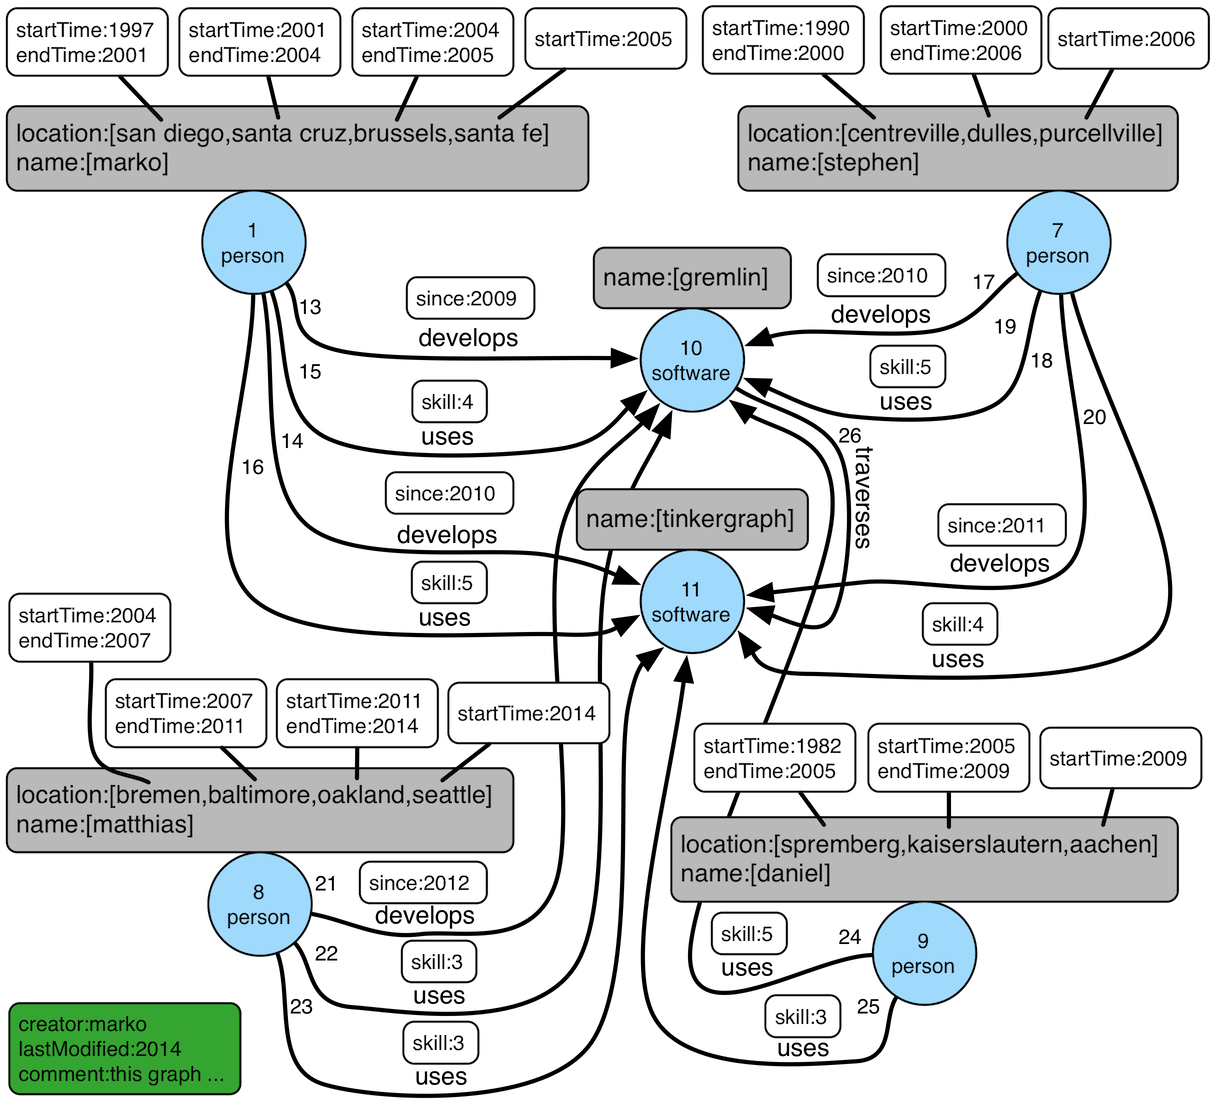 startTime:1997
endTime:2001
startTime:2001
endTime:2004
startTime:2004
endTime:2005
startTime:2005
startTime:1990
endTime:2000
startTime:2000
endTime:2006
startTime:2006
location:[san diego,santa cruz,brussels,santa fe]
name:[marko]
location:[centreville,dulles,purcellville]
name:[stephen]
1
person
7
person
name:[gremlin]
10
software
13
since:2009
develops
15
skill:4
uses
14
since:2010
develops
16
skill:5
uses
17
since:2010
develops
19
skill:5
uses
18
20
since:2011
develops
skill:4
uses
26
traverses
name:[tinkergraph]
11
software
startTime:2004
endTime:2007
startTime:2007
endTime:2011
startTime:2011
endTime:2014
startTime:2014
location:[bremen,baltimore,oakland,seattle]
name:[matthias]
8
person
21
since:2012
develops
22
skill:3
uses
23
skill:3
uses
startTime:1982
endTime:2005
startTime:2005
endTime:2009
startTime:2009
location:[spremberg,kaiserslautern,aachen]
name:[daniel]
9
person
24
skill:5
uses
25
skill:3
uses
creator:marko
lastModified:2014
comment:this graph ...